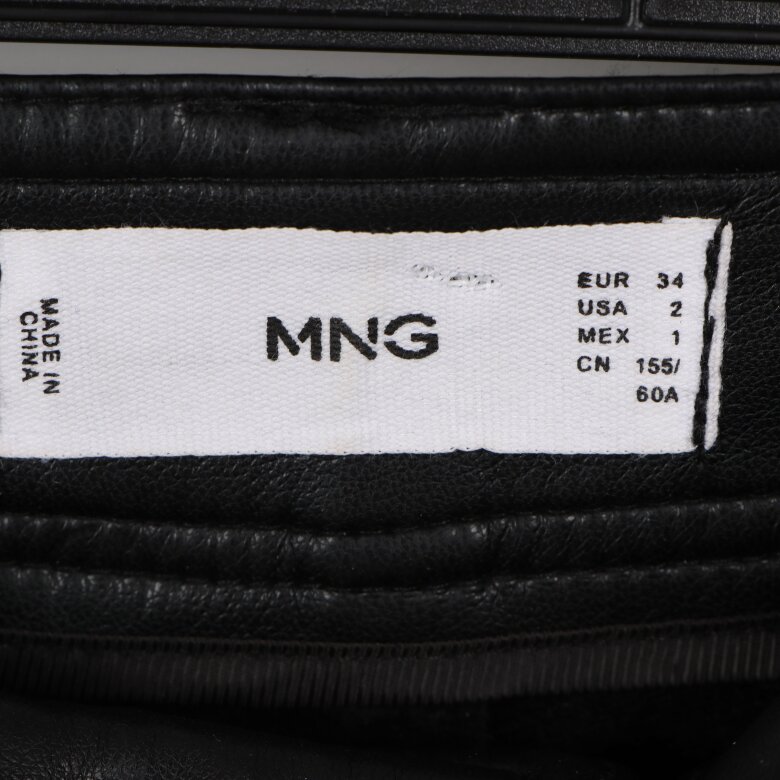 MADE IN
CHINA
MNG
EUR 34
USA 2
MEX 1
CN 155/
60A